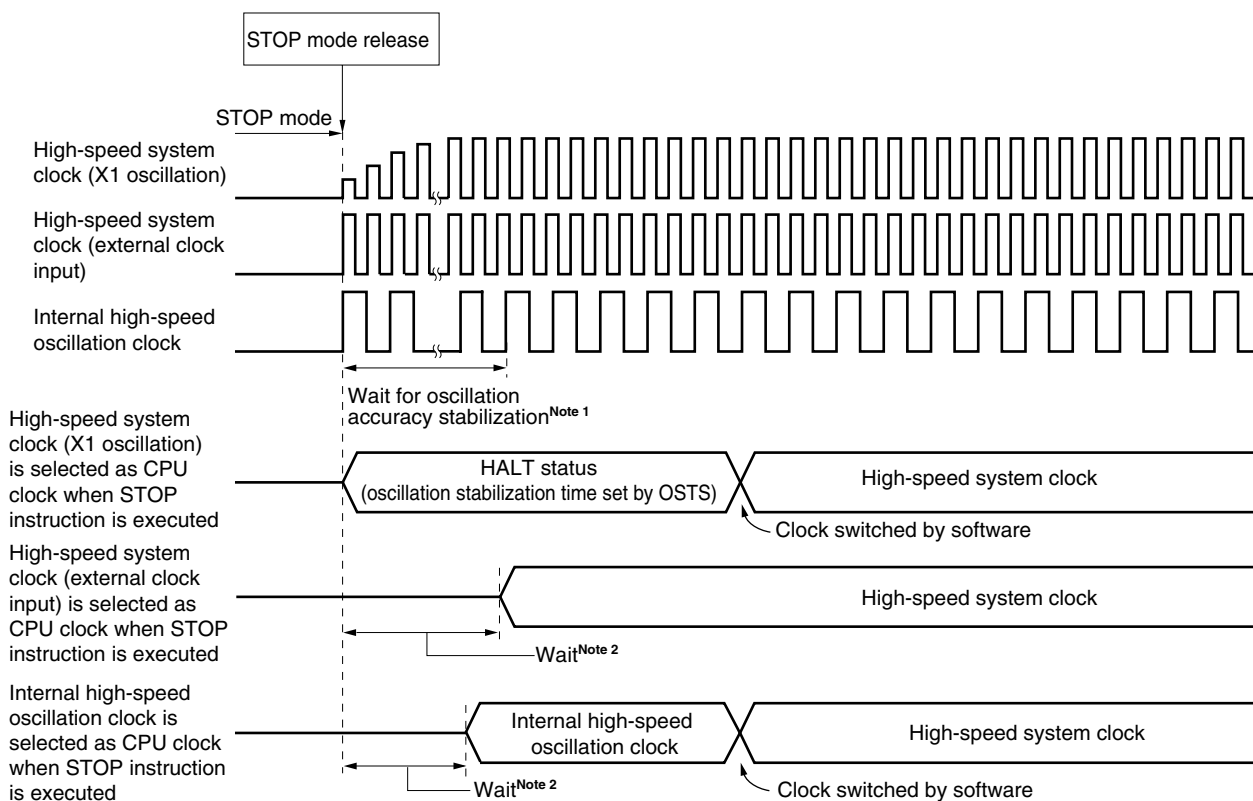 STOP mode release
STOP mode
High-speed system
clock (X1 oscillation)
High-speed system
clock (external clock
input)
Internal high-speed
oscillation clock
Wait for oscillation
accuracy stabilizationNote 1
High-speed system
clock (X1 oscillation)
is selected as CPU
clock when STOP
instruction is executed
HALT status
(oscillation stabilization time set by OSTS)
High-speed system clock
Clock switched by software
High-speed system
clock (external clock
input) is selected as
CPU clock when STOP
instruction is executed
High-speed system clock
WaitNote 2
Internal high-speed
oscillation clock is
selected as CPU clock
when STOP instruction
is executed
Internal high-speed
oscillation clock
High-speed system clock
WaitNote 2
Clock switched by software